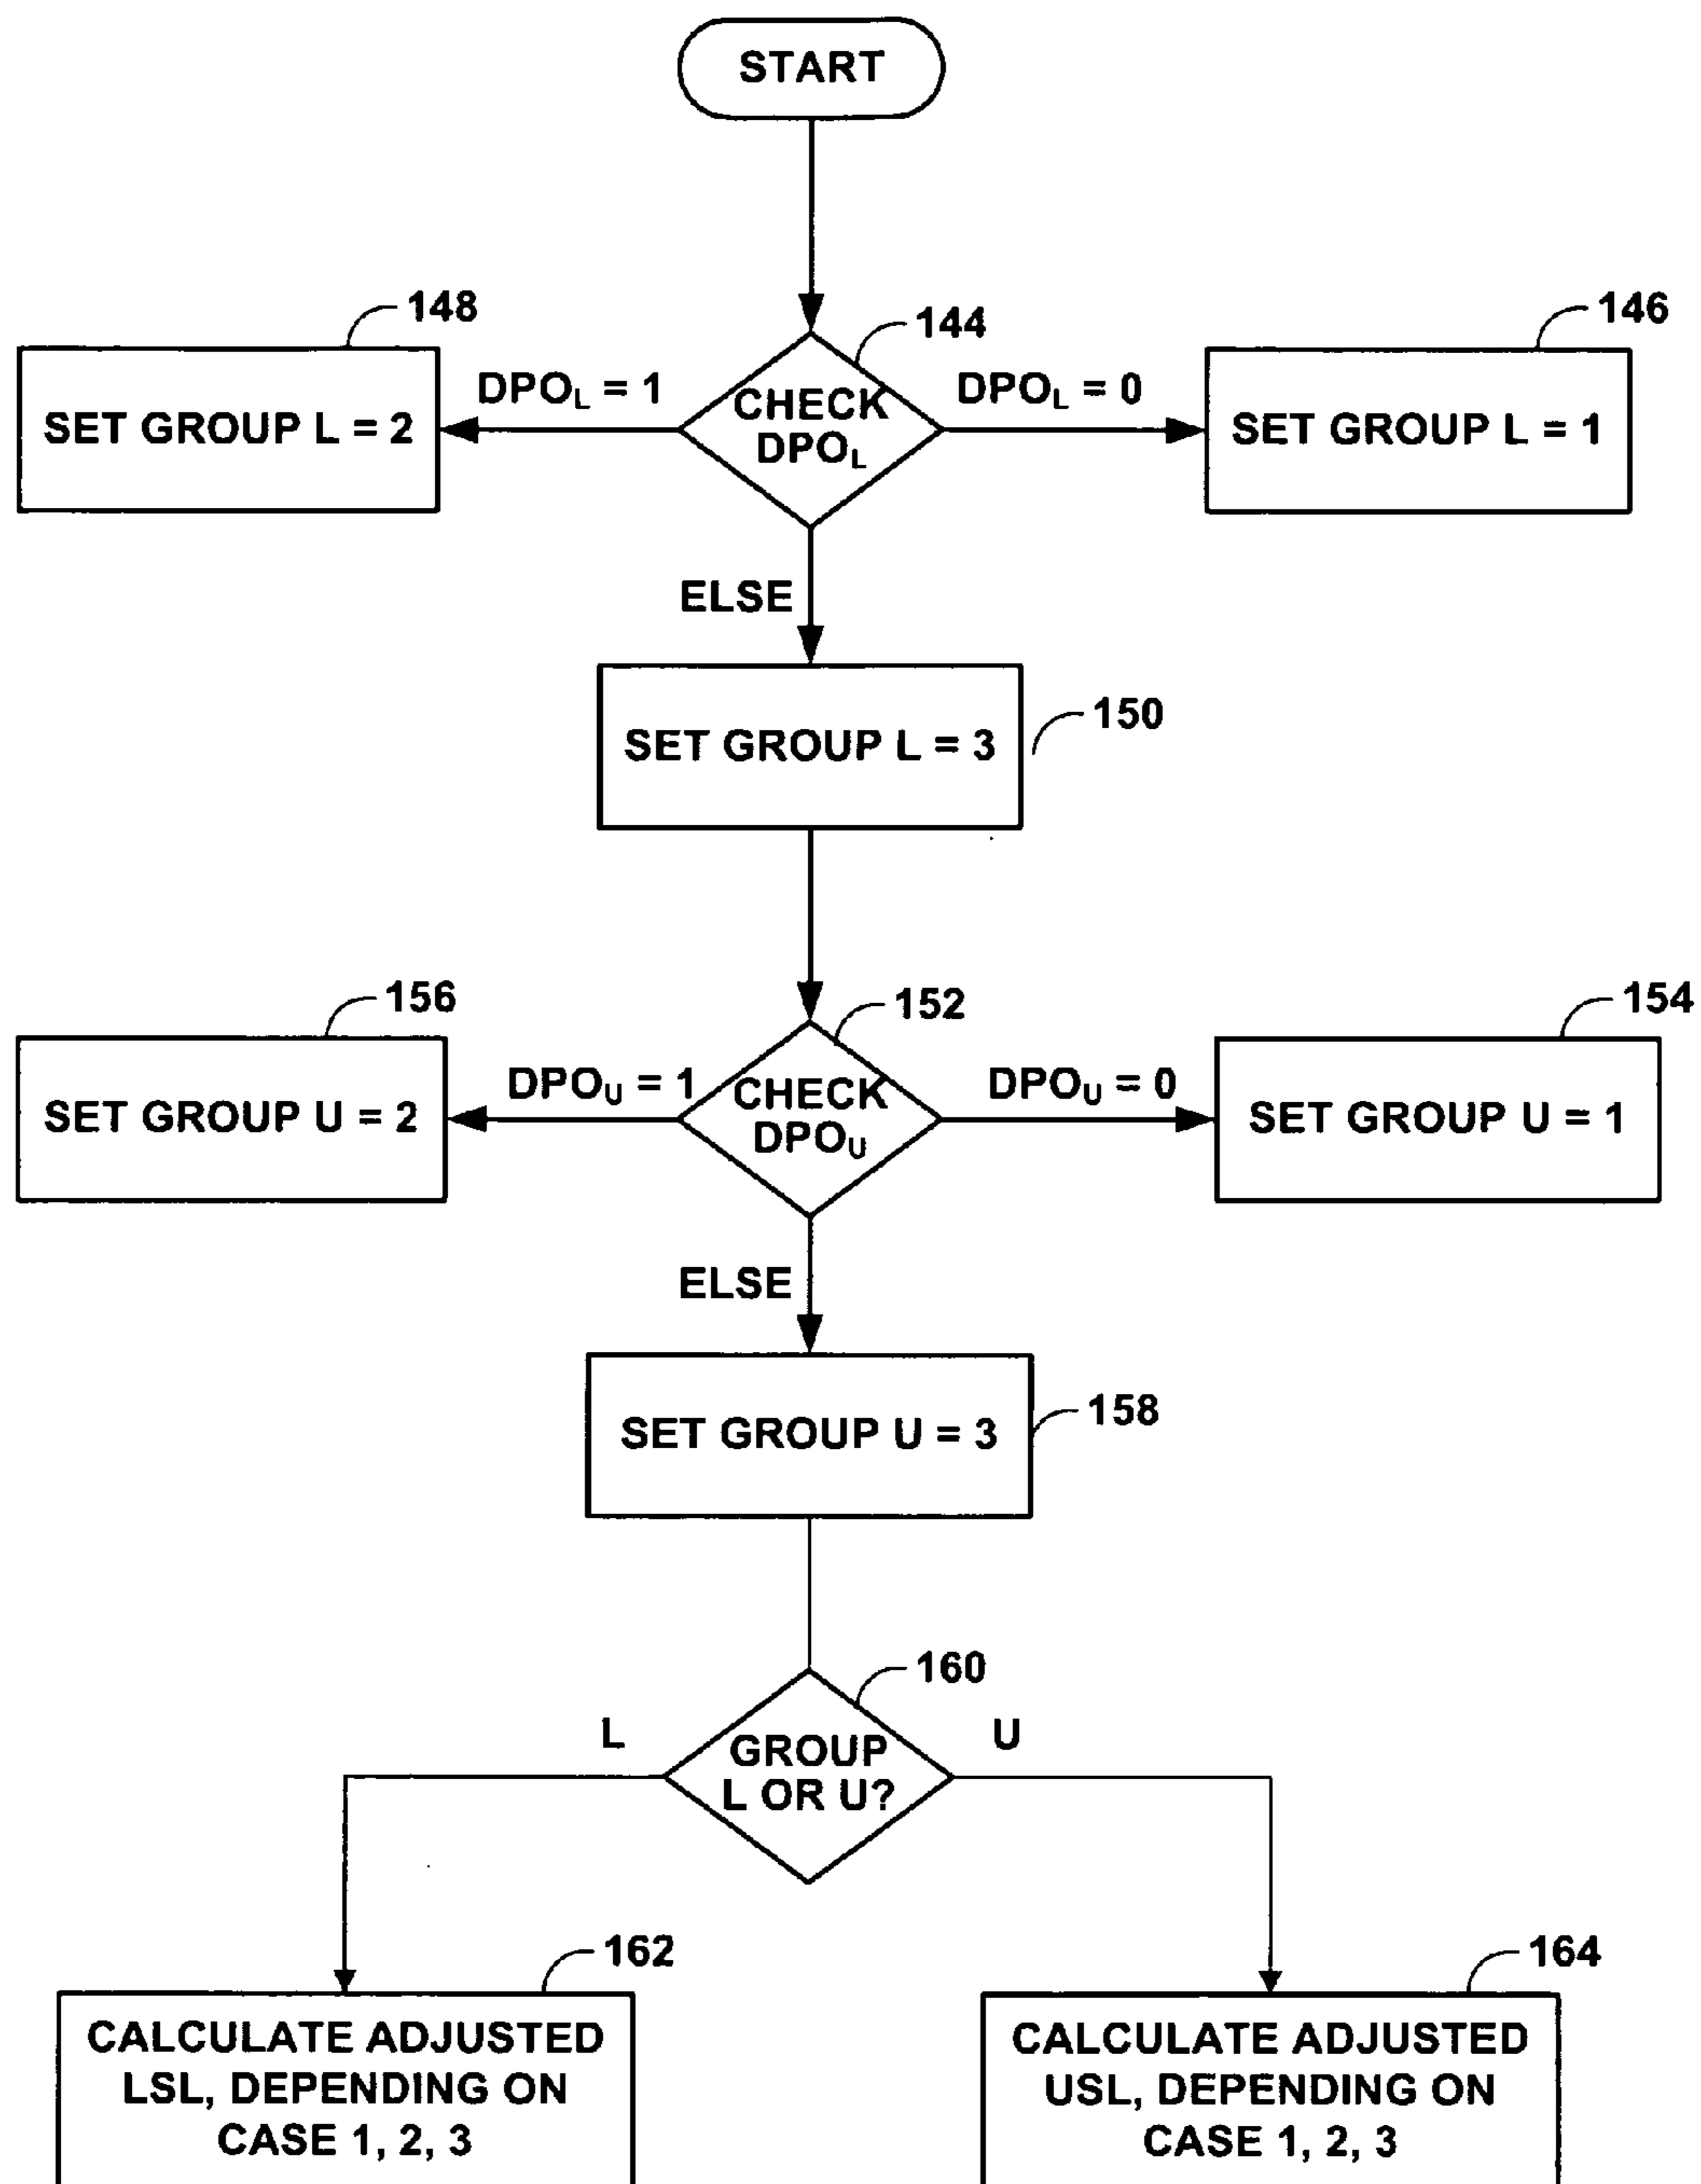 START
148
144
146
DPOL = 1
CHECK
DPOL
DPOL = 0
SET GROUP L = 2
SET GROUP L = 1
ELSE
150
SET GROUP L = 3
156
152
154
DPOU = 1
CHECK
DPOU
DPOU = 0
SET GROUP U = 2
SET GROUP U = 1
ELSE
158
SET GROUP U = 3
160
L
GROUP
L OR U?
U
162
164
CALCULATE ADJUSTED
LSL, DEPENDING ON
CASE 1, 2, 3
CALCULATE ADJUSTED
USL, DEPENDING ON
CASE 1, 2, 3